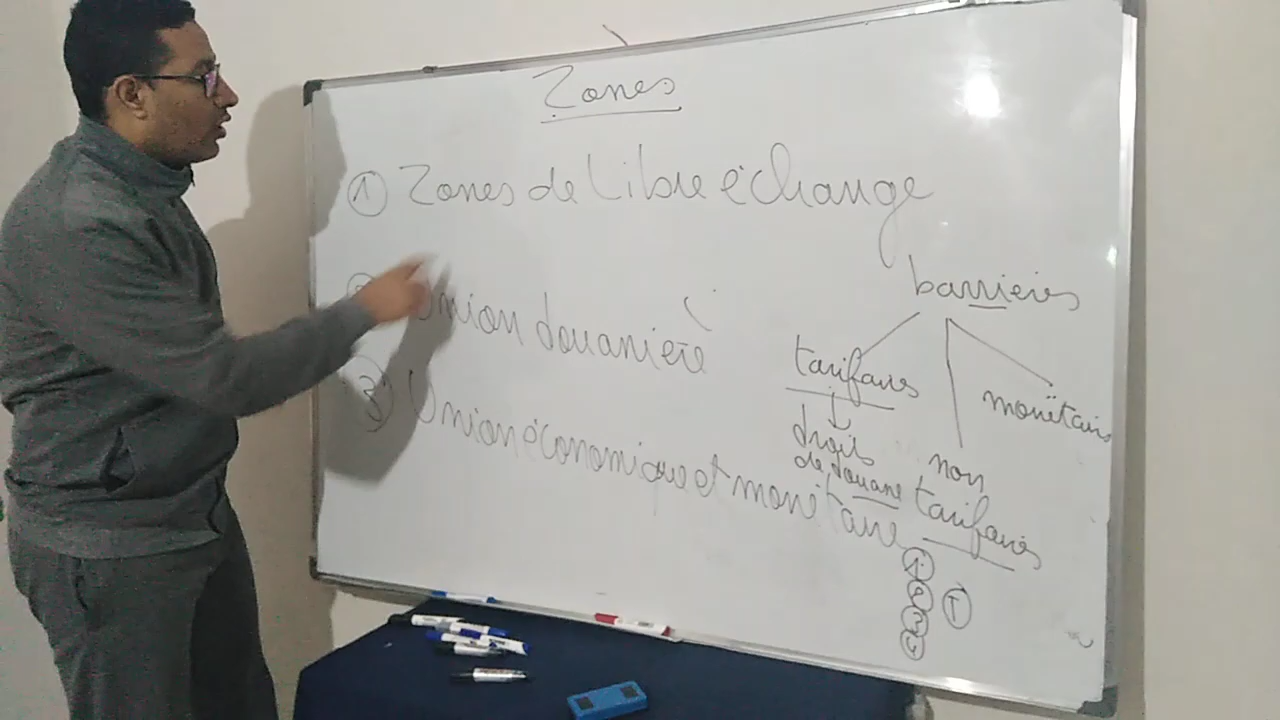 Zones
① Zones de Libre échange
Union douanière
③ Union économique et monétaire
barrières
tarifaires
monétaires
droits
de douane
non
tarifaires